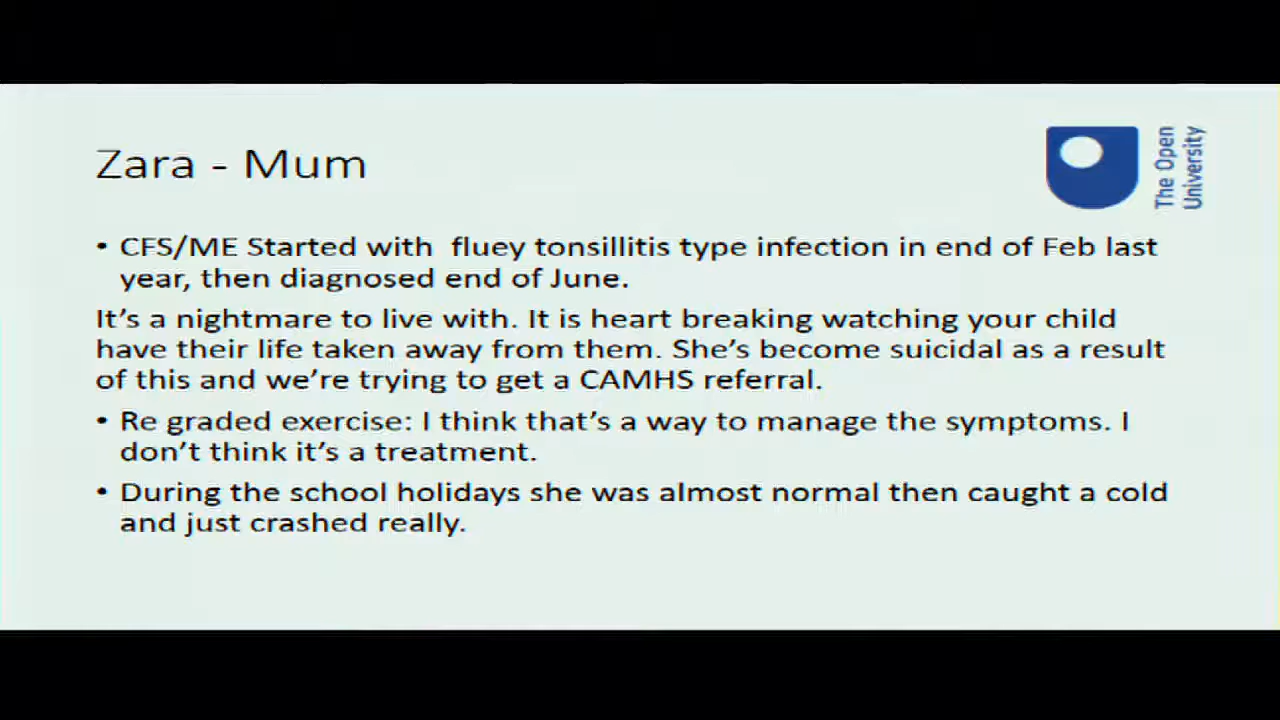 Zara - Mum
The Open
University
• CFS/ME Started with  fluey tonsillitis type infection in end of Feb last
year, then diagnosed end of June.
It’s a nightmare to live with. It is heart breaking watching your child
have their life taken away from them. She’s become suicidal as a result
of this and we’re trying to get a CAMHS referral.
• Re graded exercise: I think that’s a way to manage the symptoms. I
don’t think it’s a treatment.
• During the school holidays she was almost normal then caught a cold
and just crashed really.